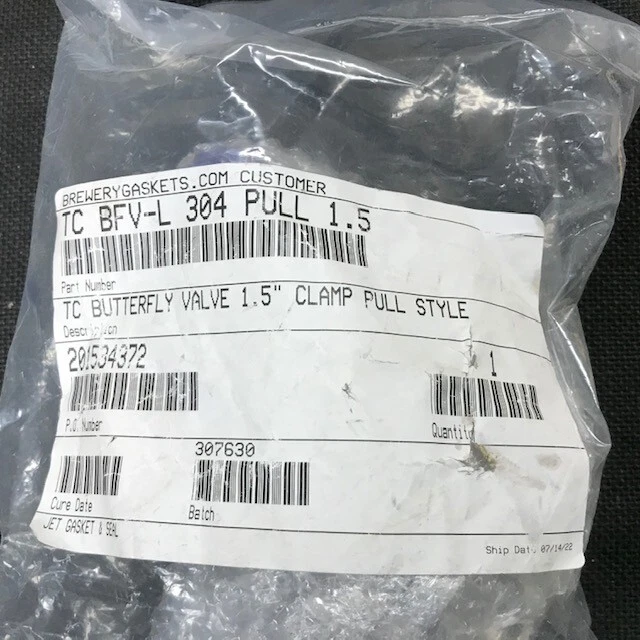 BREWERYGASKETS.COM CUSTOMER
TC BFV-L 304 PULL 1.5
Part Number
TC BUTTERFLY VALVE 1.5" CLAMP PULL STYLE
Description
201534372
1
P.O. Number
Quantity
307630
Cure Date
Batch
JET GASKET & SEAL
Ship Date 07/14/22